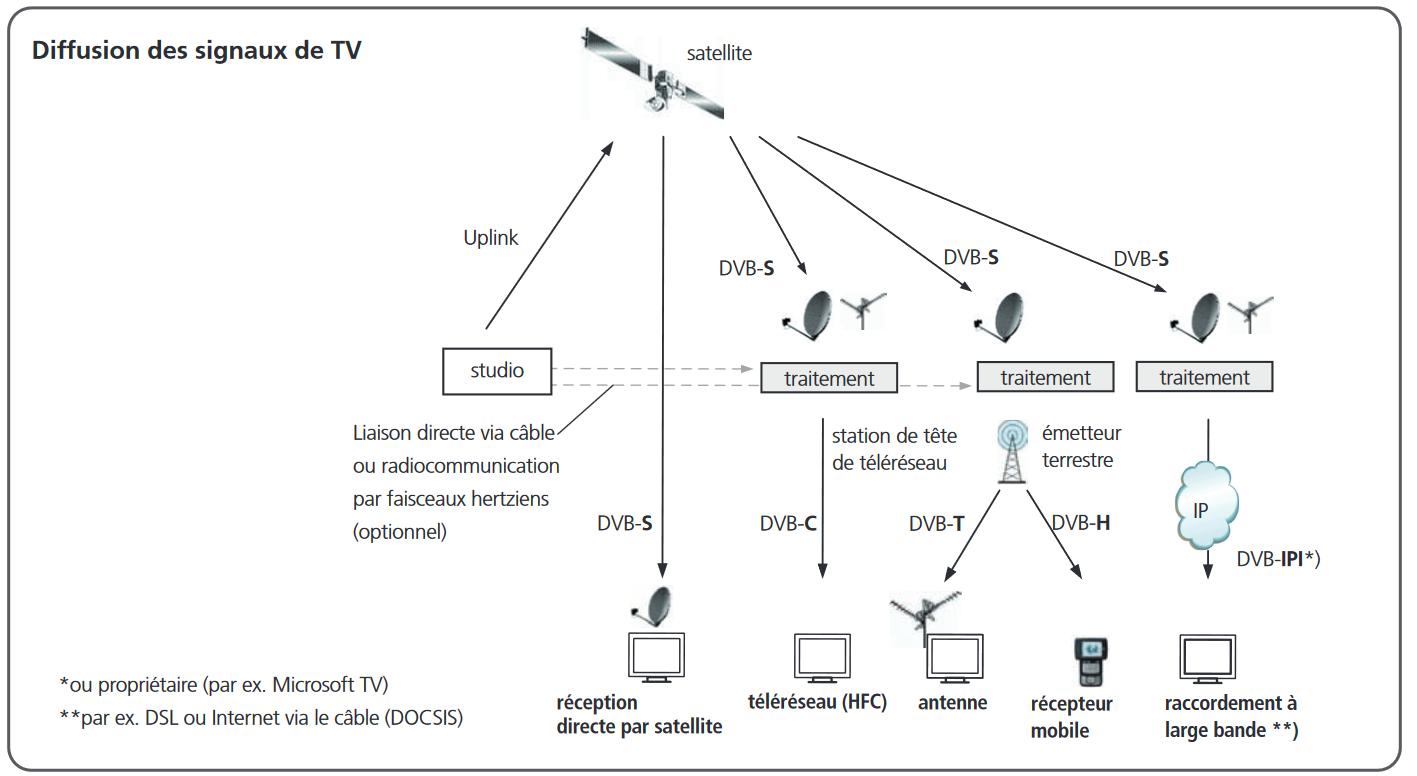 Diffusion des signaux de TV
satellite
Uplink
DVB-S
DVB-S
DVB-S
studio
traitement
traitement
traitement
Liaison directe via câble
ou radiocommunication
par faisceaux hertziens
(optionnel)
station de tête
de téléréseau
émetteur
terrestre
IP
DVB-S
DVB-C
DVB-T
DVB-H
DVB-IPI*)
réception
directe par satellite
téléréseau (HFC)
antenne
récepteur
mobile
raccordement à
large bande **)
*ou propriétaire (par ex. Microsoft TV)
**par ex. DSL ou Internet via le câble (DOCSIS)